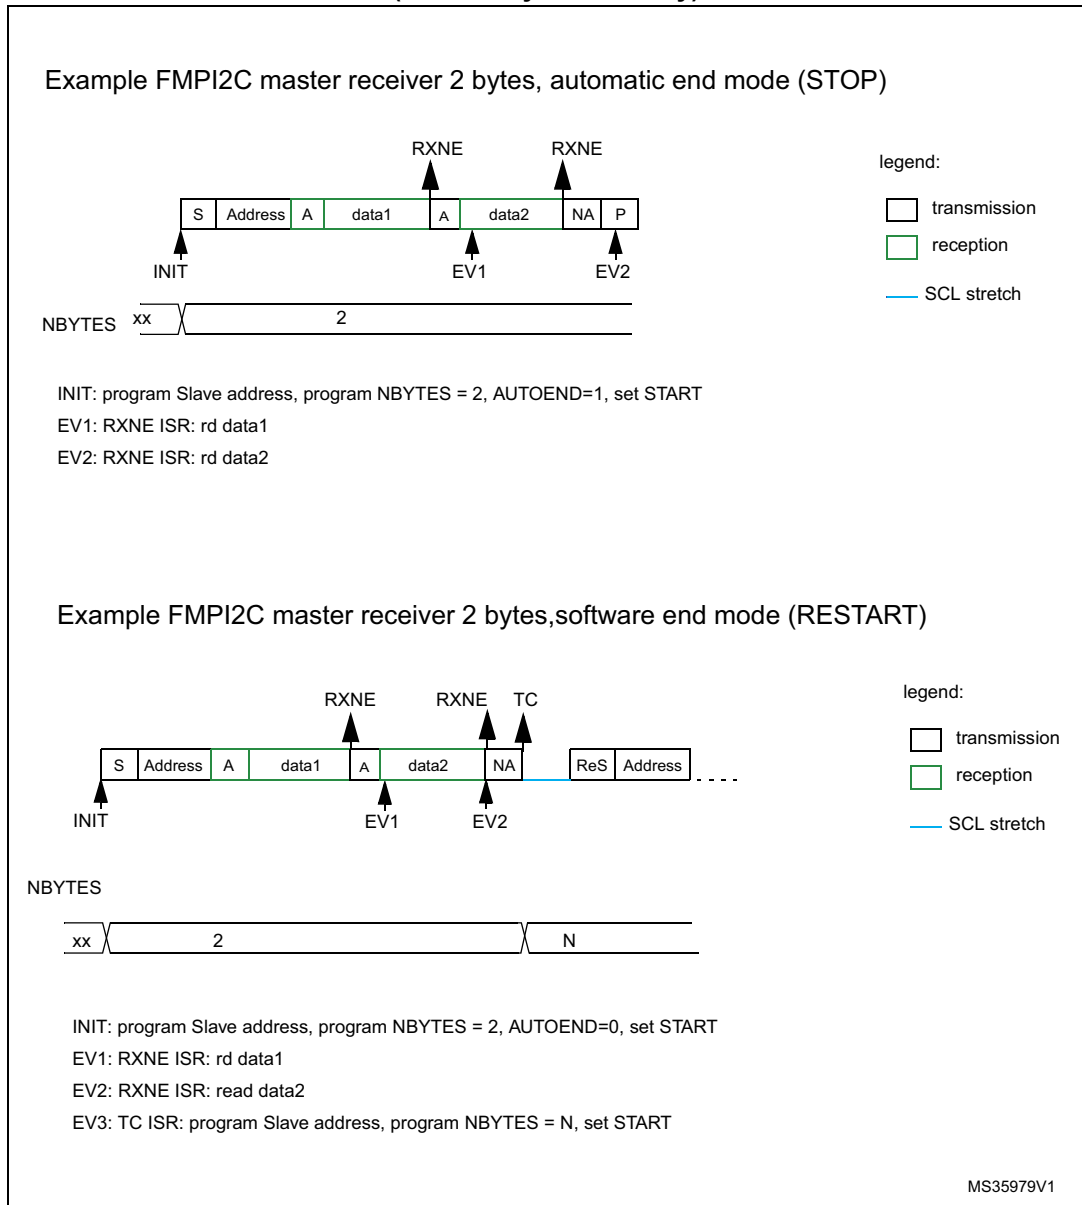 Example FMPI2C master receiver 2 bytes, automatic end mode (STOP)
RXNE RXNE
legend:
S Address A data1 A data2 NA P
transmission
reception
INIT EV1 EV2
SCL stretch
NBYTES xx 2
INIT: program Slave address, program NBYTES = 2, AUTOEND=1, set START
EV1: RXNE ISR: rd data1
EV2: RXNE ISR: rd data2
Example FMPI2C master receiver 2 bytes,software end mode (RESTART)
RXNE RXNE TC
legend:
S Address A data1 A data2 NA ReS Address
transmission
reception
INIT EV1 EV2
SCL stretch
NBYTES
xx 2 N
INIT: program Slave address, program NBYTES = 2, AUTOEND=0, set START
EV1: RXNE ISR: rd data1
EV2: RXNE ISR: read data2
EV3: TC ISR: program Slave address, program NBYTES = N, set START
MS35979V1